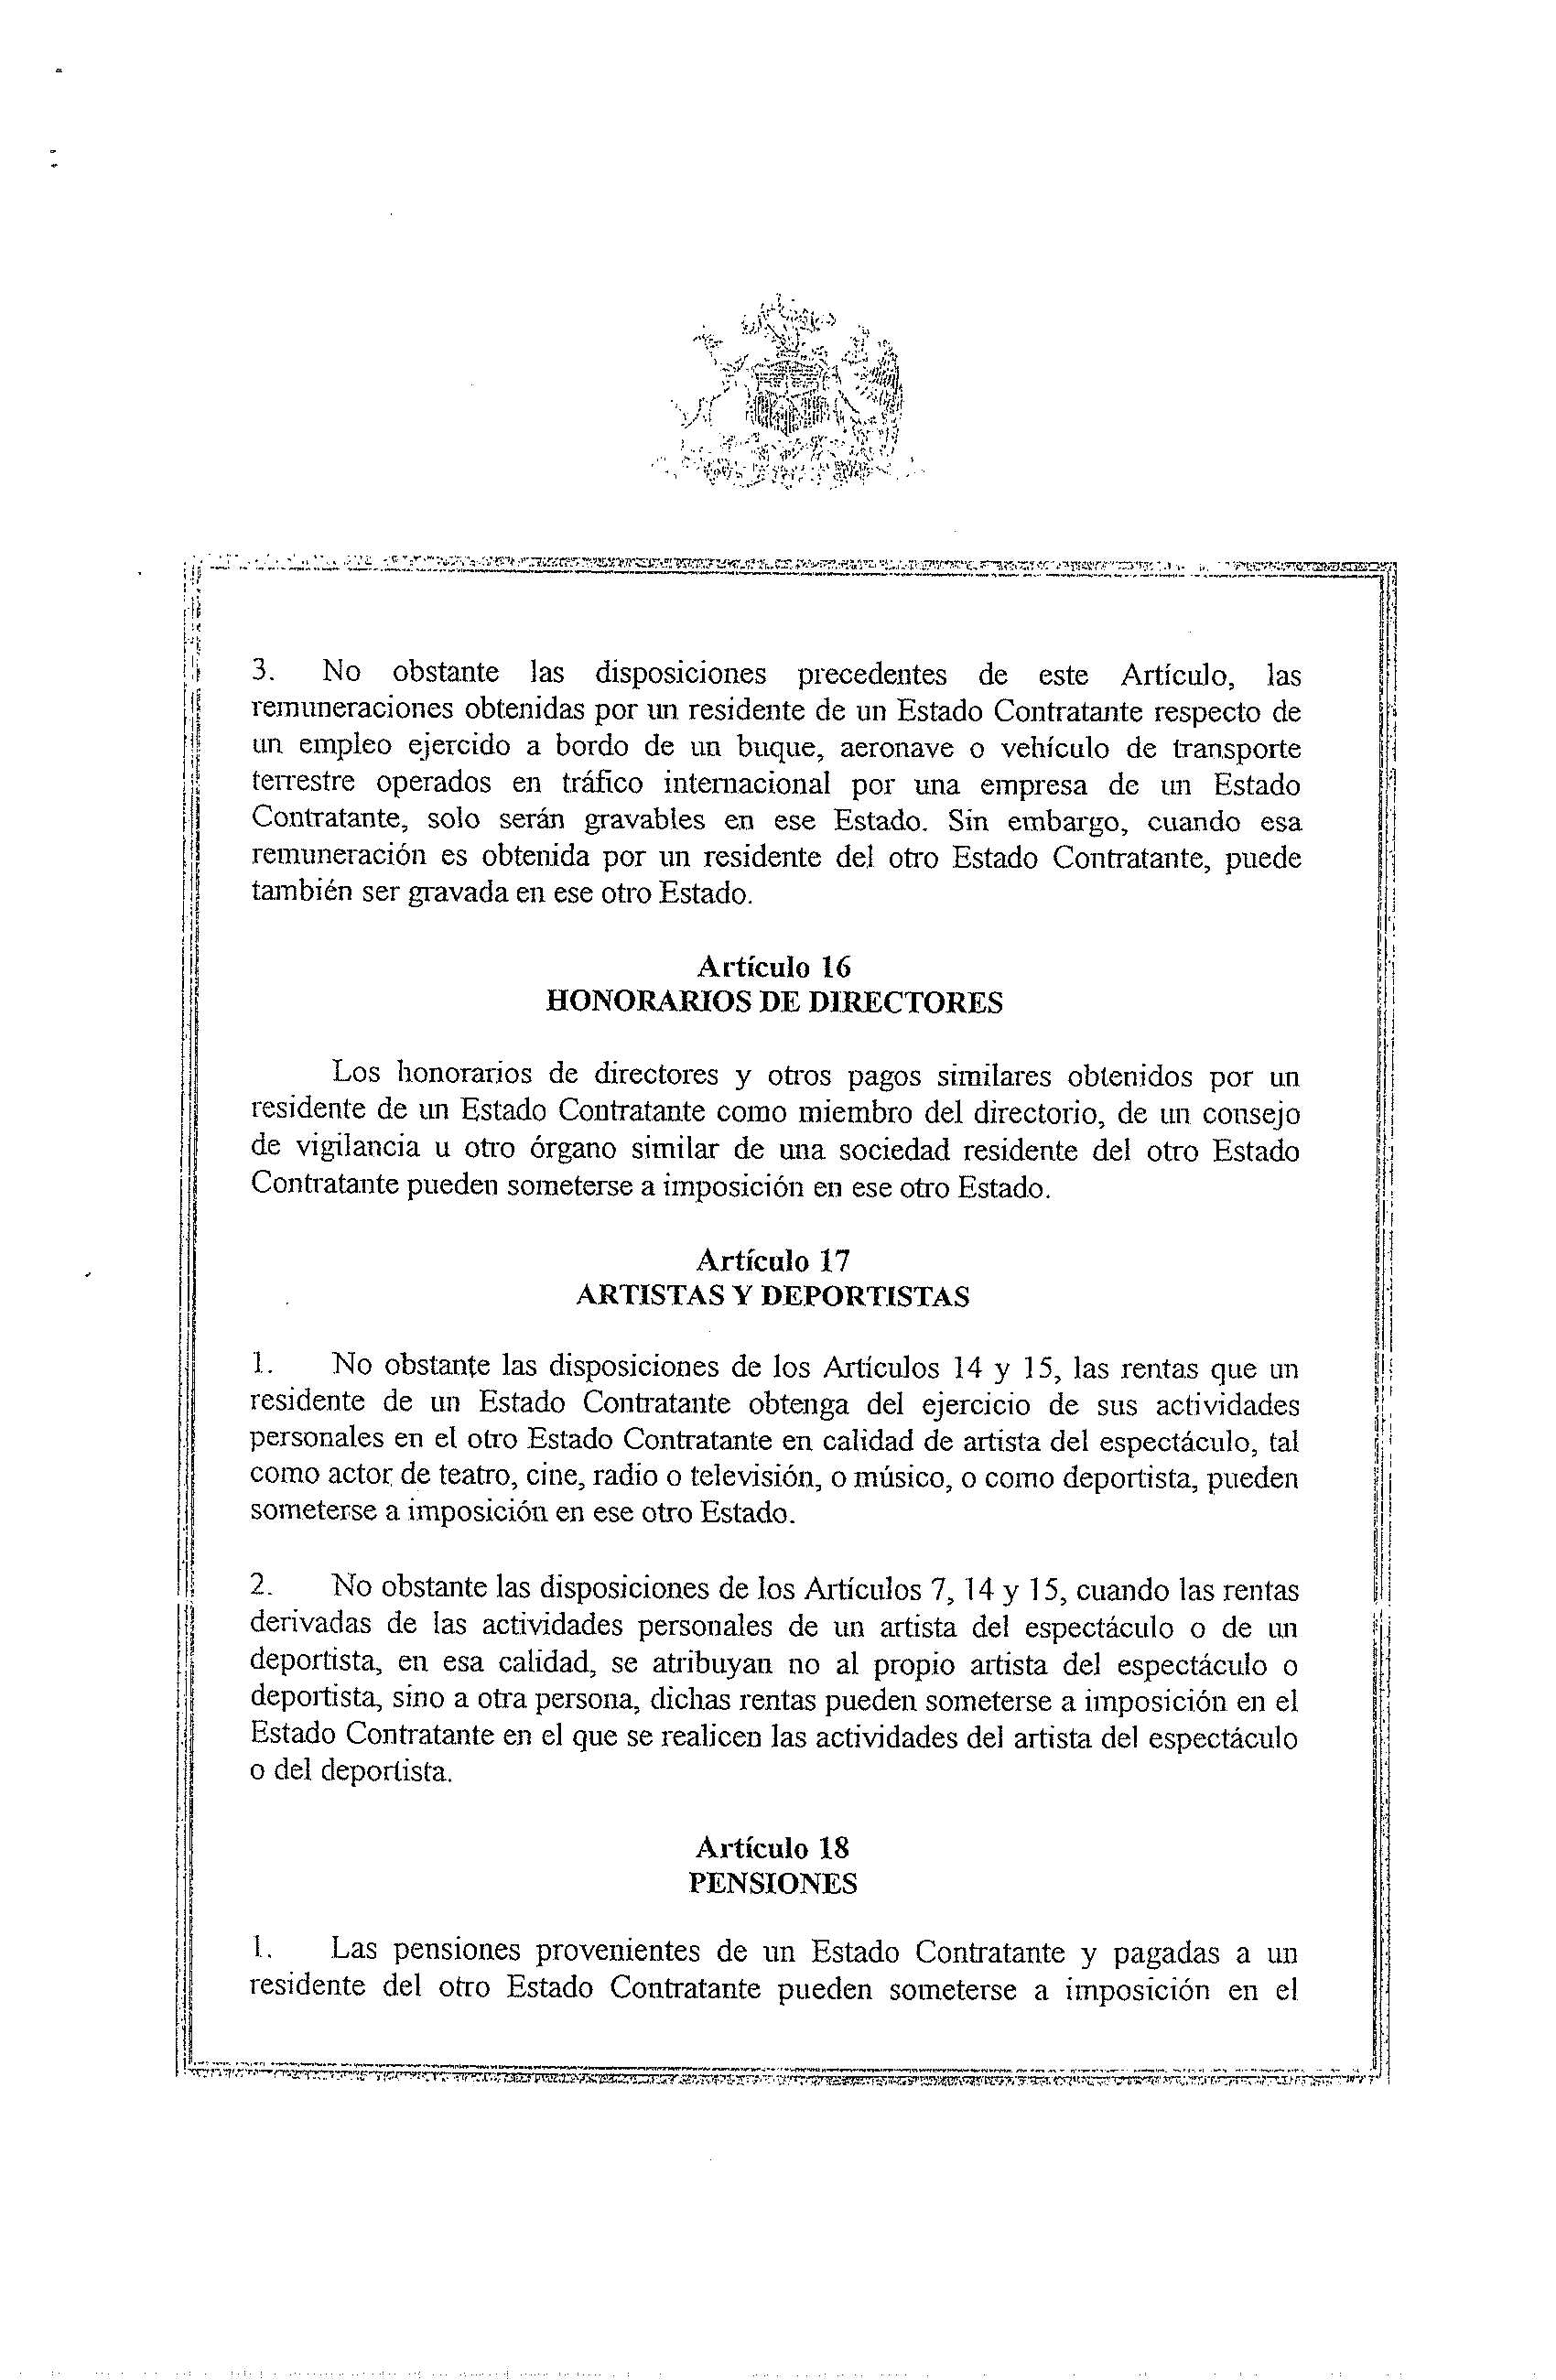 3. No obstante las disposiciones precedentes de este Artículo, las
remuneraciones obtenidas por un residente de un Estado Contratante respecto de
un empleo ejercido a bordo de un buque, aeronave o vehículo de transporte
terrestre operados en tráfico internacional por una empresa de un Estado
Contratante, solo serán gravables en ese Estado. Sin embargo, cuando esa
remuneración es obtenida por un residente del otro Estado Contratante, puede
también ser gravada en ese otro Estado.
Artículo 16
HONORARIOS DE DIRECTORES
Los honorarios de directores y otros pagos similares obtenidos por un
residente de un Estado Contratante como miembro del directorio, de un consejo
de vigilancia u otro órgano similar de una sociedad residente del otro Estado
Contratante pueden someterse a imposición en ese otro Estado.
Artículo 17
ARTISTAS Y DEPORTISTAS
1. No obstante las disposiciones de los Artículos 14 y 15, las rentas que un
residente de un Estado Contratante obtenga del ejercicio de sus actividades
personales en el otro Estado Contratante en calidad de artista del espectáculo, tal
como actor de teatro, cine, radio o televisión, o músico, o como deportista, pueden
someterse a imposición en ese otro Estado.
2. No obstante las disposiciones de los Artículos 7, 14 y 15, cuando las rentas
derivadas de las actividades personales de un artista del espectáculo o de un
deportista, en esa calidad, se atribuyan no al propio artista del espectáculo o
deportista, sino a otra persona, dichas rentas pueden someterse a imposición en el
Estado Contratante en el que se realicen las actividades del artista del espectáculo
o del deportista.
Artículo 18
PENSIONES
1. Las pensiones provenientes de un Estado Contratante y pagadas a un
residente del otro Estado Contratante pueden someterse a imposición en el